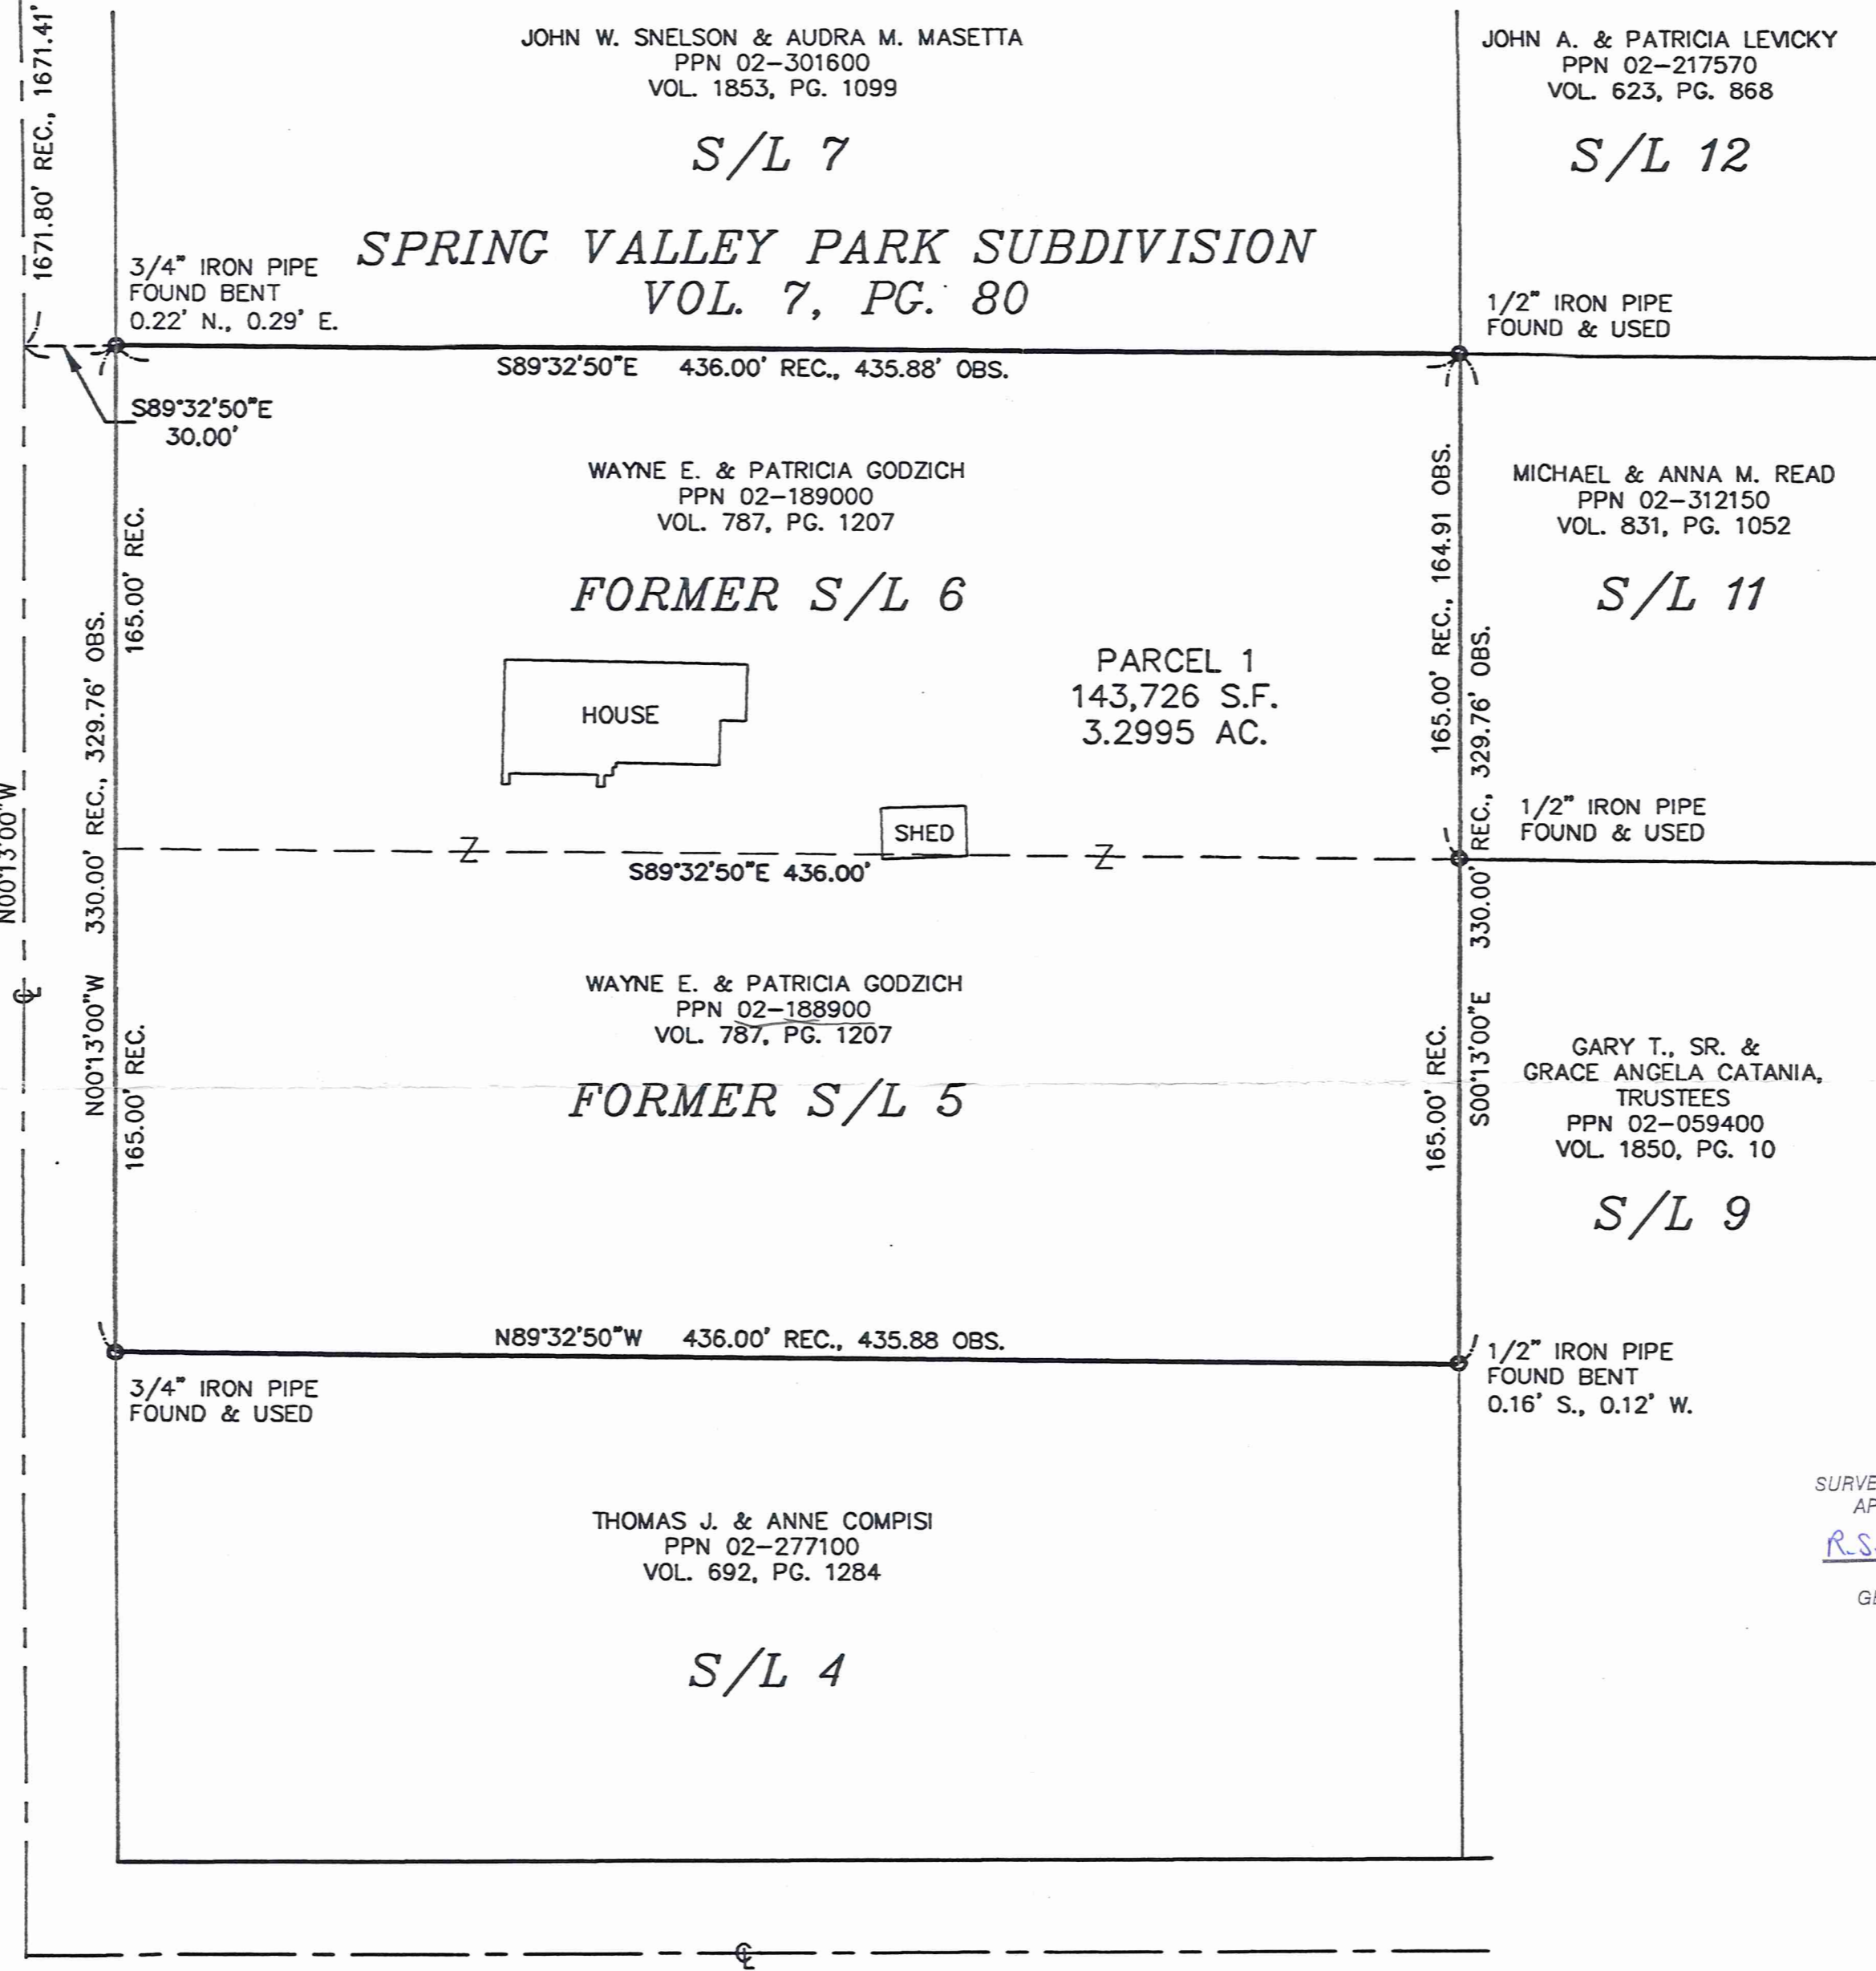 1671.80' REC., 1671.41'
JOHN W. SNELSON & AUDRA M. MASETTA
PPN 02-301600
VOL. 1853, PG. 1099
S/L 7
JOHN A. & PATRICIA LEVICKY
PPN 02-217570
VOL. 623, PG. 868
S/L 12
SPRING VALLEY PARK SUBDIVISION
VOL. 7, PG. 80
3/4" IRON PIPE
FOUND BENT
0.22' N., 0.29' E.
1/2" IRON PIPE
FOUND & USED
S89°32'50"E 436.00' REC., 435.88' OBS.
S89°32'50"E
30.00'
WAYNE E. & PATRICIA GODZICH
PPN 02-189000
VOL. 787, PG. 1207
FORMER S/L 6
165.00' REC.
165.00' REC., 164.91 OBS.
MICHAEL & ANNA M. READ
PPN 02-312150
VOL. 831, PG. 1052
S/L 11
PARCEL 1
143,726 S.F.
3.2995 AC.
HOUSE
SHED
N00°13'00"W
N00°13'00"W 330.00' REC., 329.76' OBS.
S00°13'00"E 330.00' REC., 329.76' OBS.
1/2" IRON PIPE
FOUND & USED
Z
Z
S89°32'50"E 436.00'
WAYNE E. & PATRICIA GODZICH
PPN 02-188900
VOL. 787, PG. 1207
FORMER S/L 5
165.00' REC.
165.00' REC.
GARY T., SR. &
GRACE ANGELA CATANIA,
TRUSTEES
PPN 02-059400
VOL. 1850, PG. 10
S/L 9
N89°32'50"W 436.00' REC., 435.88 OBS.
3/4" IRON PIPE
FOUND & USED
1/2" IRON PIPE
FOUND BENT
0.16' S., 0.12' W.
THOMAS J. & ANNE COMPISI
PPN 02-277100
VOL. 692, PG. 1284
S/L 4
SURVE
AP
R.S.